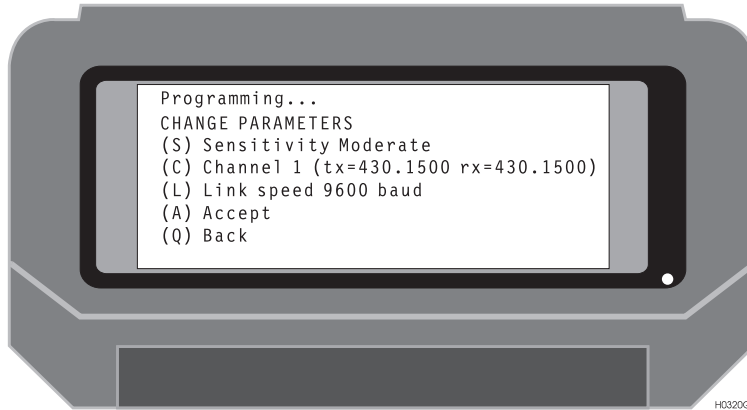 Programming...
CHANGE PARAMETERS
(S) Sensitivity Moderate
(C) Channel 1 (tx=430.1500 rx=430.1500)
(L) Link speed 9600 baud
(A) Accept
(Q) Back